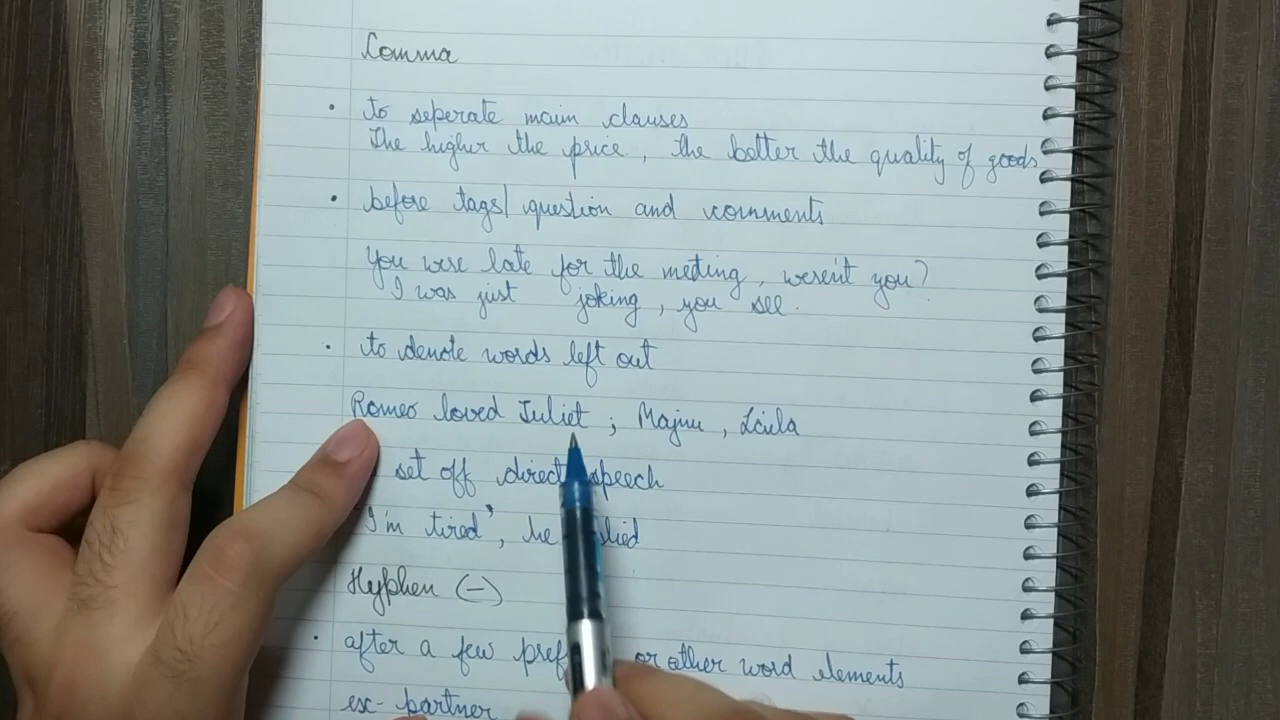 Comma
• to seperate main clauses
The higher the price, the better the quality of goods
• before tags/ question and comments
You were late for the meeting, weren't you?
I was just joking, you see.
• to denote words left out
Romeo loved Juliet ; Majnu, Laila
set off direct speech
"I'm tired", he
Hyphen (-)
• after a few or other word elements
ex- partner